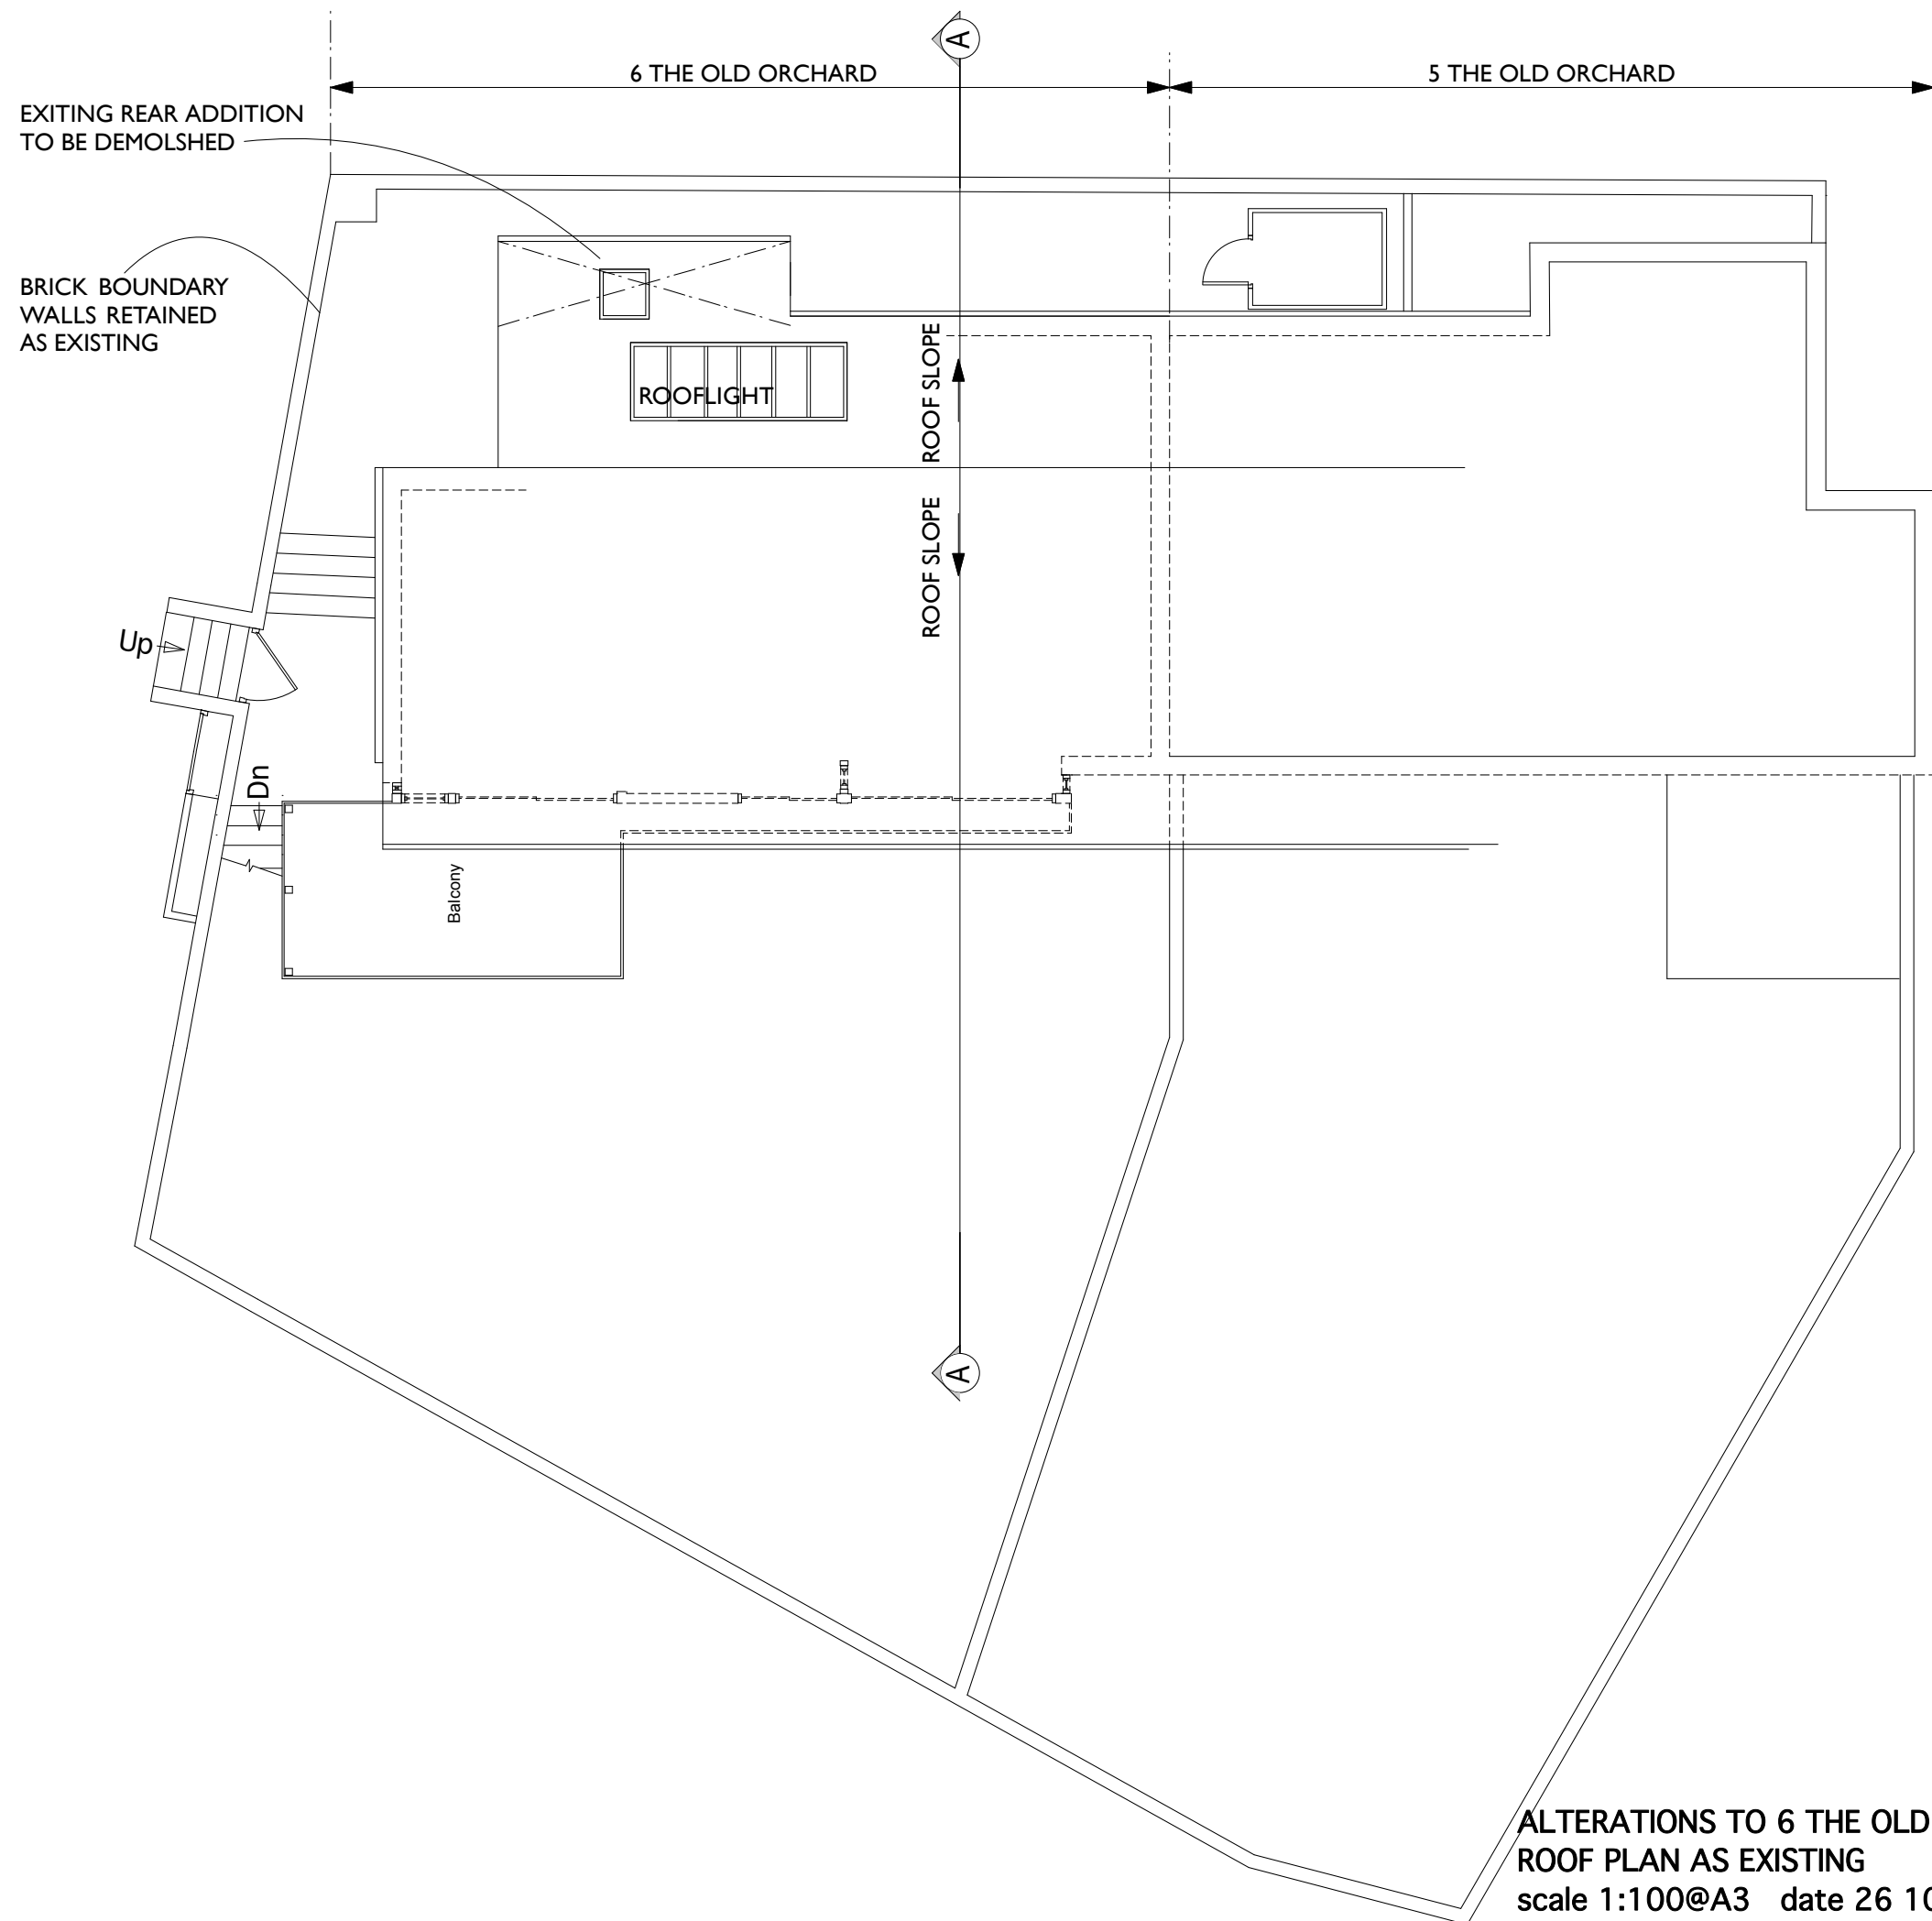 A
6 THE OLD ORCHARD
5 THE OLD ORCHARD
EXITING REAR ADDITION
TO BE DEMOLSHED
BRICK BOUNDARY
WALLS RETAINED
AS EXISTING
ROOFLIGHT
ROOF SLOPE
ROOF SLOPE
Up
Dn
Balcony
A
ALTERATIONS TO 6 THE OLD
ROOF PLAN AS EXISTING
scale 1:100@A3 date 26 10